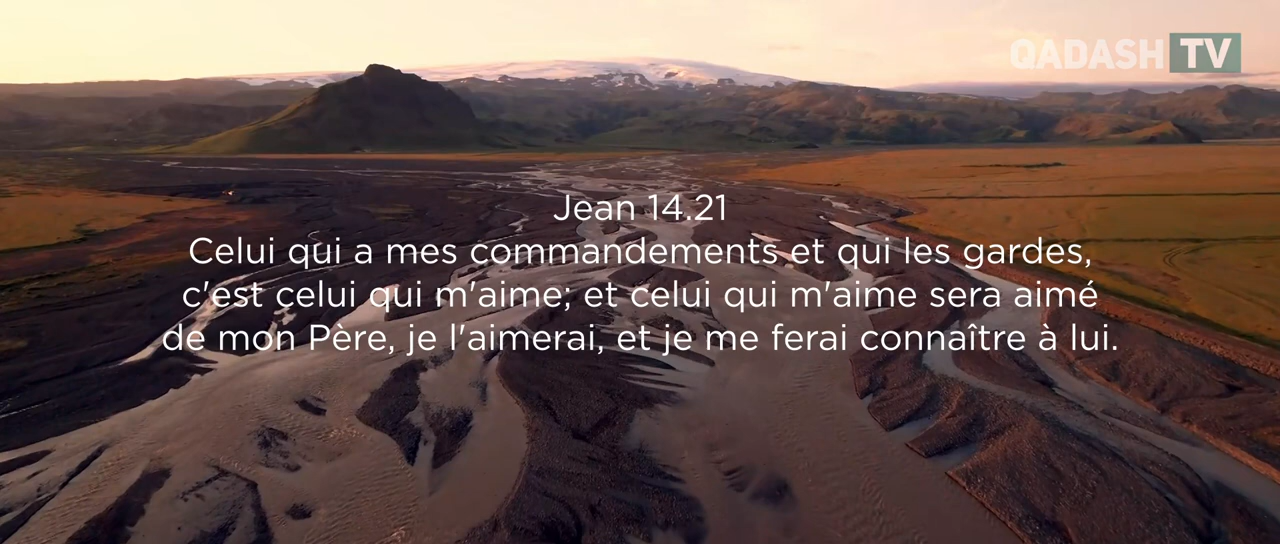 QADASH TV
Jean 14.21
Celui qui a mes commandements et qui les gardes,
c'est celui qui m'aime; et celui qui m'aime sera aimé
de mon Père, je l'aimerai, et je me ferai connaître à lui.